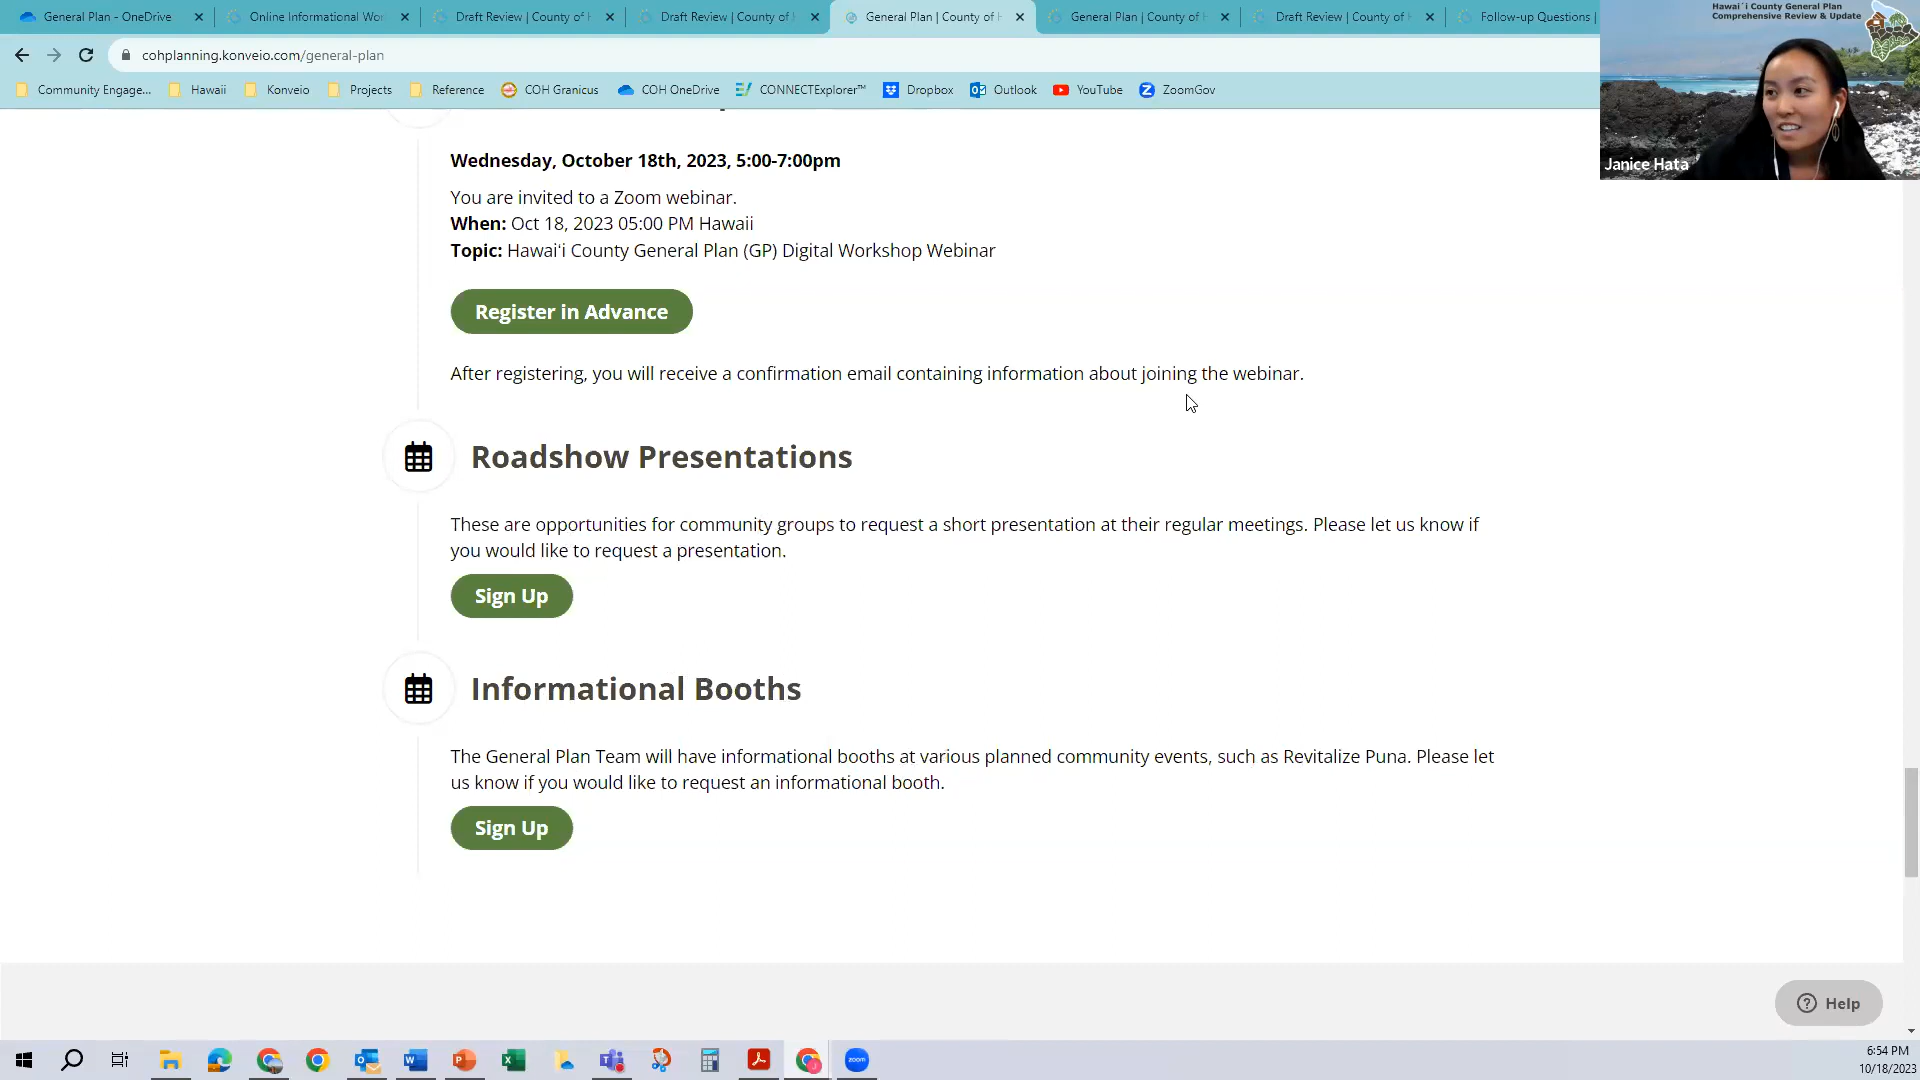 General Plan - OneDrive
Online Informational Wor
Draft Review | County of H
Draft Review | County of
General Plan | County of H
General Plan | County of
Draft Review | County of H
Follow-up Questions |
Hawai´i County General Plan
Comprehensive Review & Update
cohplanning.konveio.com/general-plan
Community Engage...
Hawaii
Konveio
Projects
Reference
COH Granicus
COH OneDrive
CONNECTExplorer™
Dropbox
Outlook
YouTube
ZoomGov
Janice Hata
Wednesday, October 18th, 2023, 5:00-7:00pm
You are invited to a Zoom webinar.
When: Oct 18, 2023 05:00 PM Hawaii
Topic: Hawaiʻi County General Plan (GP) Digital Workshop Webinar
Register in Advance
After registering, you will receive a confirmation email containing information about joining the webinar.
Roadshow Presentations
These are opportunities for community groups to request a short presentation at their regular meetings. Please let us know if
you would like to request a presentation.
Sign Up
Informational Booths
The General Plan Team will have informational booths at various planned community events, such as Revitalize Puna. Please let
us know if you would like to request an informational booth.
Sign Up
Help
6:54 PM
10/18/2023